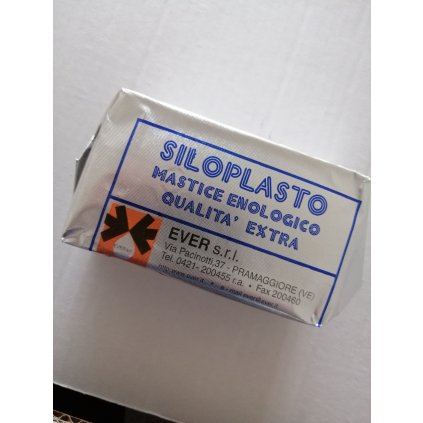 SILOPLASTO
MASTICE ENOLOGICO
QUALITA' EXTRA
EVER s.r.l.
Via Pacinotti,37 - PRAMAGGIORE (VE)
Tel. 0421- 200455 r.a. • Fax 200460